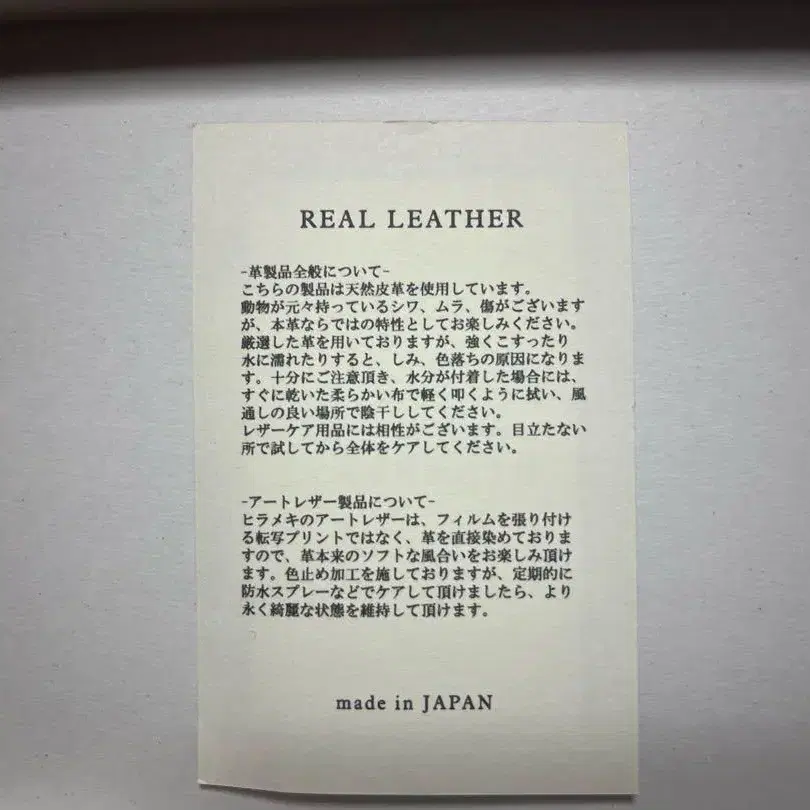 REAL LEATHER
-革製品全般について-
こちらの製品は天然皮革を使用しています。
動物が元々持っているシワ、ムラ、傷がございます
が、本革ならではの特性としてお楽しみください。
厳選した革を用いておりますが、強くこすったり
水に濡れたりすると、しみ、色落ちの原因になりま
す。十分にご注意頂き、水分が付着した場合には、
すぐに乾いた柔らかい布で軽く叩くように拭い、風
通しの良い場所で陰干ししてください。
レザーケア用品には相性がございます。目立たない
所で試してから全体をケアしてください。
-アートレザー製品について-
ヒラメキのアートレザーは、フィルムを張り付け
る転写プリントではなく、革を直接染めておりま
すので、革本来のソフトな風合いをお楽しみ頂け
ます。色止め加工を施しておりますが、定期的に
防水スプレーなどでケアして頂けましたら、より
永く綺麗な状態を維持して頂けます。
made in JAPAN